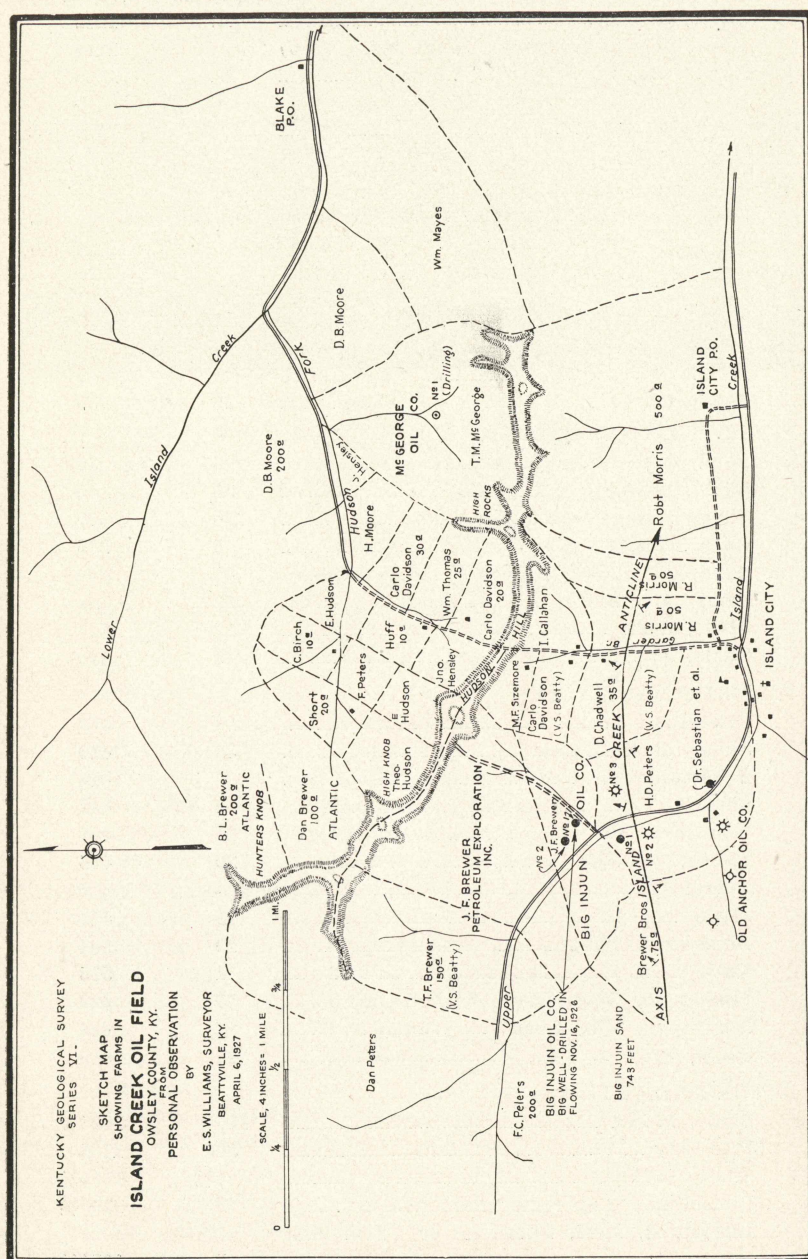 KENTUCKY GEOLOGICAL SURVEY
SERIES VI.
SKETCH MAP
SHOWING FARMS IN
ISLAND CREEK OIL FIELD
OWSLEY COUNTY, KY.
FROM
PERSONAL OBSERVATION
BY
E. S. WILLIAMS, SURVEYOR
BEATTYVILLE, KY.
APRIL 6, 1927
SCALE, 4 INCHES = 1 MILE
0
¼
½
¾
1 MI.
B. L. Brewer
200 a
ATLANTIC
HUNTERS KNOB
Dan Brewer
100 a
ATLANTIC
HIGH KNOB
Theo.
Hudson
E
Hudson
Short
20 a
C. Birch
10 a
F. Peters
E. Hudson
Huff
10 a
Jno.
Hensley
Lower
Island
Creek
D. B. Moore
200 a
Hudson
Fork
H. Moore
J. Hensley
Carlo
Davidson
30 a
Wm. Thomas
25 a
Carlo Davidson
20 a
McGEORGE
OIL CO.
No 1
(Drilling)
T. M. McGeorge
D. B. Moore
Wm. Mayes
BLAKE
P.O.
HIGH
ROCKS
HUDSON
HILL
Dan Peters
T. F. Brewer
150 a
(V. S. Beatty)
J. F. BREWER
PETROLEUM EXPLORATION
INC.
M. F. Sizemore
I. Callahan
Carlo
Davidson
(V. S. Beatty)
Upper
F. C. Peters
200 a
No 2
J. F. Brewer
No 12
BIG INJUN
OIL CO.
BIG INJUIN OIL CO.
BIG WELL - DRILLED IN
FLOWING NOV. 16, 1926
BIG INJUIN SAND
743 FEET
D. Chadwell
35 a
No 3
CREEK
No 1
No 2
ISLAND
Brewer Bros
75 a
AXIS
ANTICLINE
H. D. Peters
(V. S. Beatty)
(Dr. Sebastian et al.
OLD ANCHOR OIL CO.
Garder
R. Morris
50 a
R. Morris
50 a
Robt Morris
500 a
ISLAND
CITY P.O.
Island
Creek
ISLAND CITY